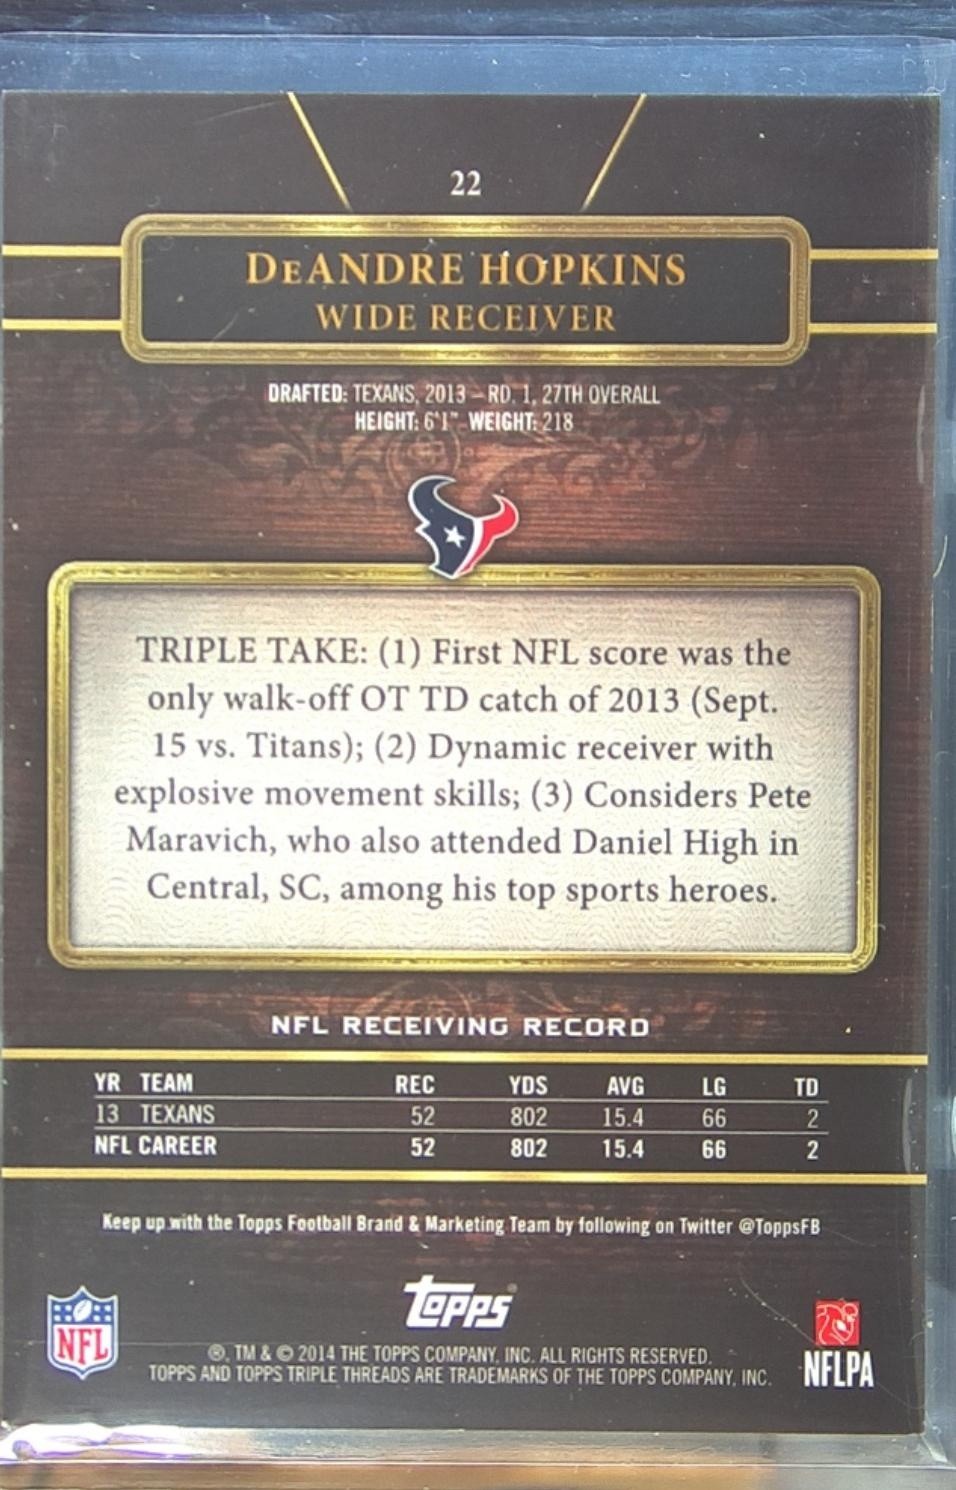 22
DeANDRE HOPKINS
WIDE RECEIVER
DRAFTED: TEXANS, 2013 – RD. 1, 27TH OVERALL
HEIGHT: 6'1" WEIGHT: 218
TRIPLE TAKE: (1) First NFL score was the
only walk-off OT TD catch of 2013 (Sept.
15 vs. Titans); (2) Dynamic receiver with
explosive movement skills; (3) Considers Pete
Maravich, who also attended Daniel High in
Central, SC, among his top sports heroes.
NFL RECEIVING RECORD
YR TEAM REC YDS AVG LG TD
13 TEXANS 52 802 15.4 66 2
NFL CAREER 52 802 15.4 66 2
Keep up with the Topps Football Brand & Marketing Team by following on Twitter @ToppsFB
topps®
NFL
®, TM & © 2014 THE TOPPS COMPANY, INC. ALL RIGHTS RESERVED.
TOPPS AND TOPPS TRIPLE THREADS ARE TRADEMARKS OF THE TOPPS COMPANY, INC.
NFLPA